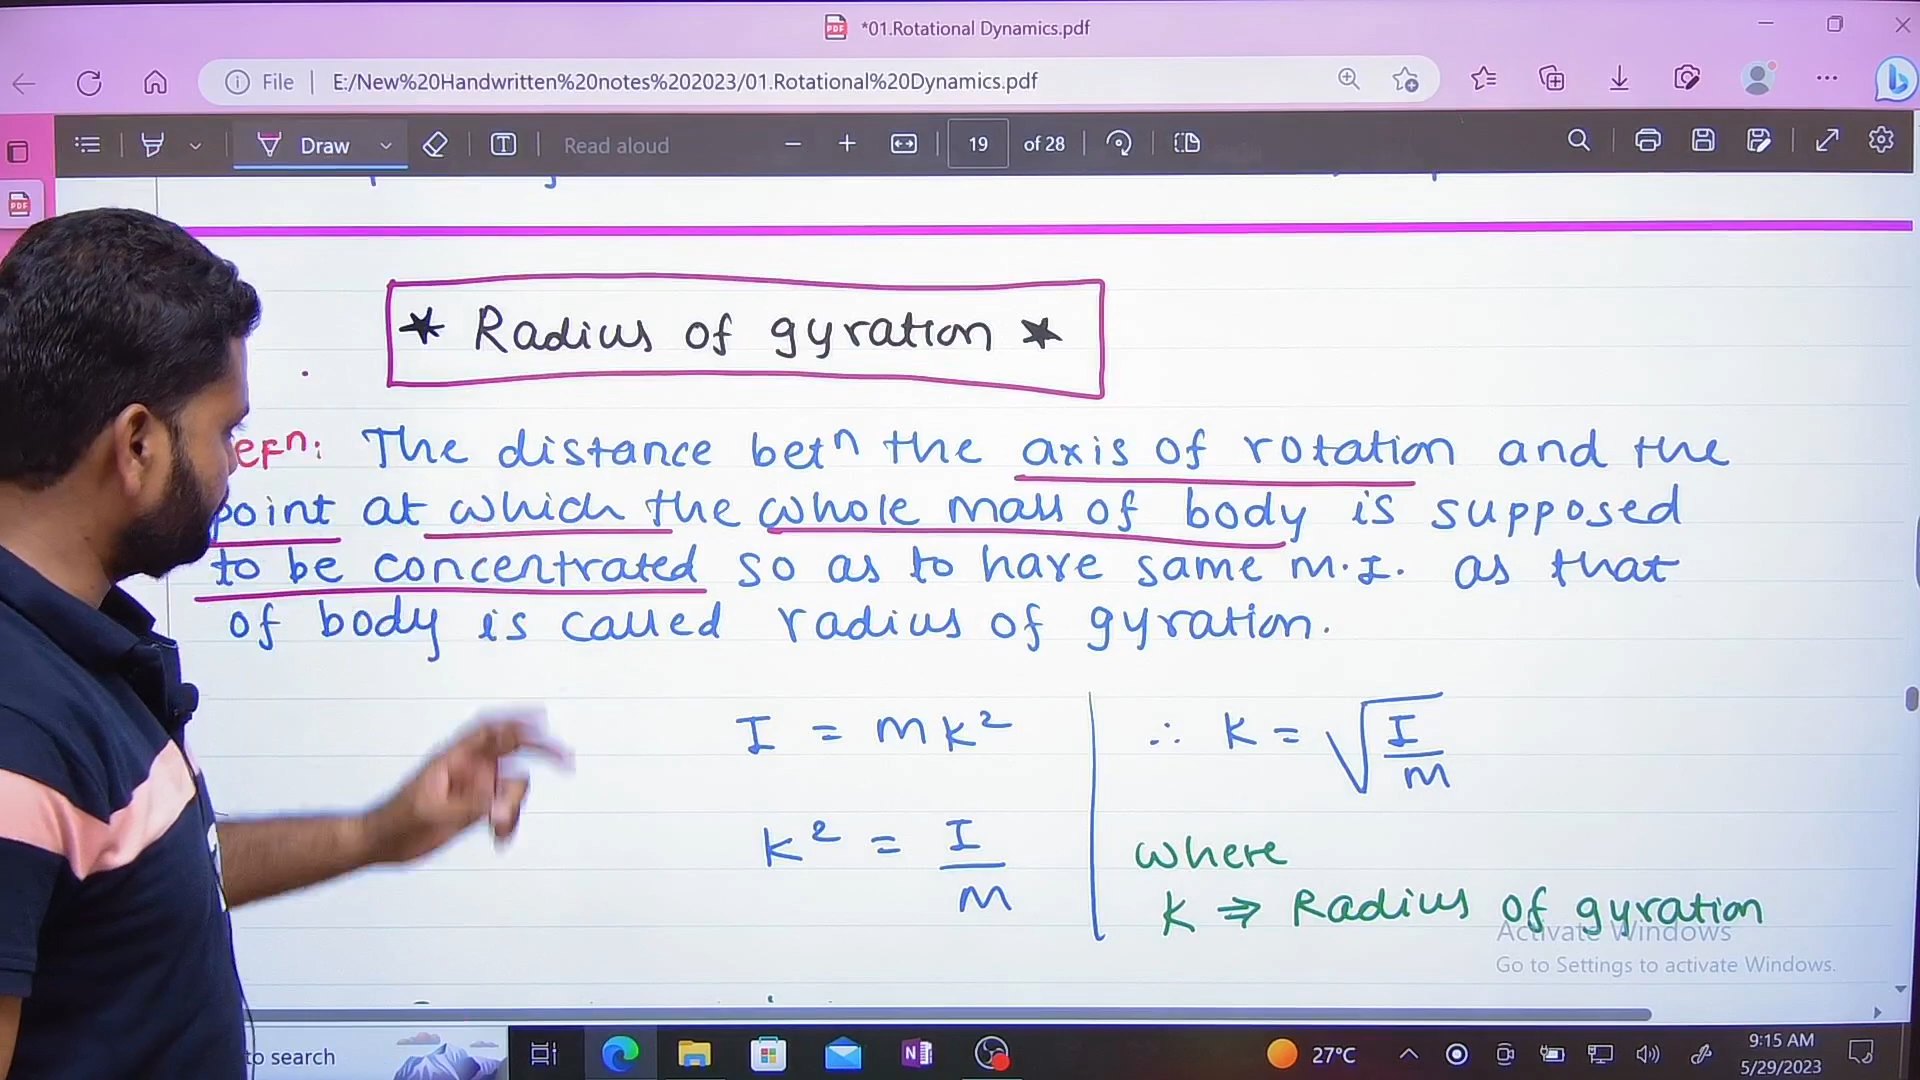 *01.Rotational Dynamics.pdf
File | E:/New%20Handwritten%20notes%202023/01.Rotational%20Dynamics.pdf
Draw Read aloud 19 of 28
★ Radius of gyration ★
efn: The distance betn the axis of rotation and the
point at which the whole mass of body is supposed
to be concentrated so as to have same M.I. as that
of body is called radius of gyration.
I = MK²
K² = I/M
∴ K = √(I/M)
where
K ⇒ Radius of gyration
Activate Windows
Go to Settings to activate Windows.
to search
27°C
9:15 AM
5/29/2023